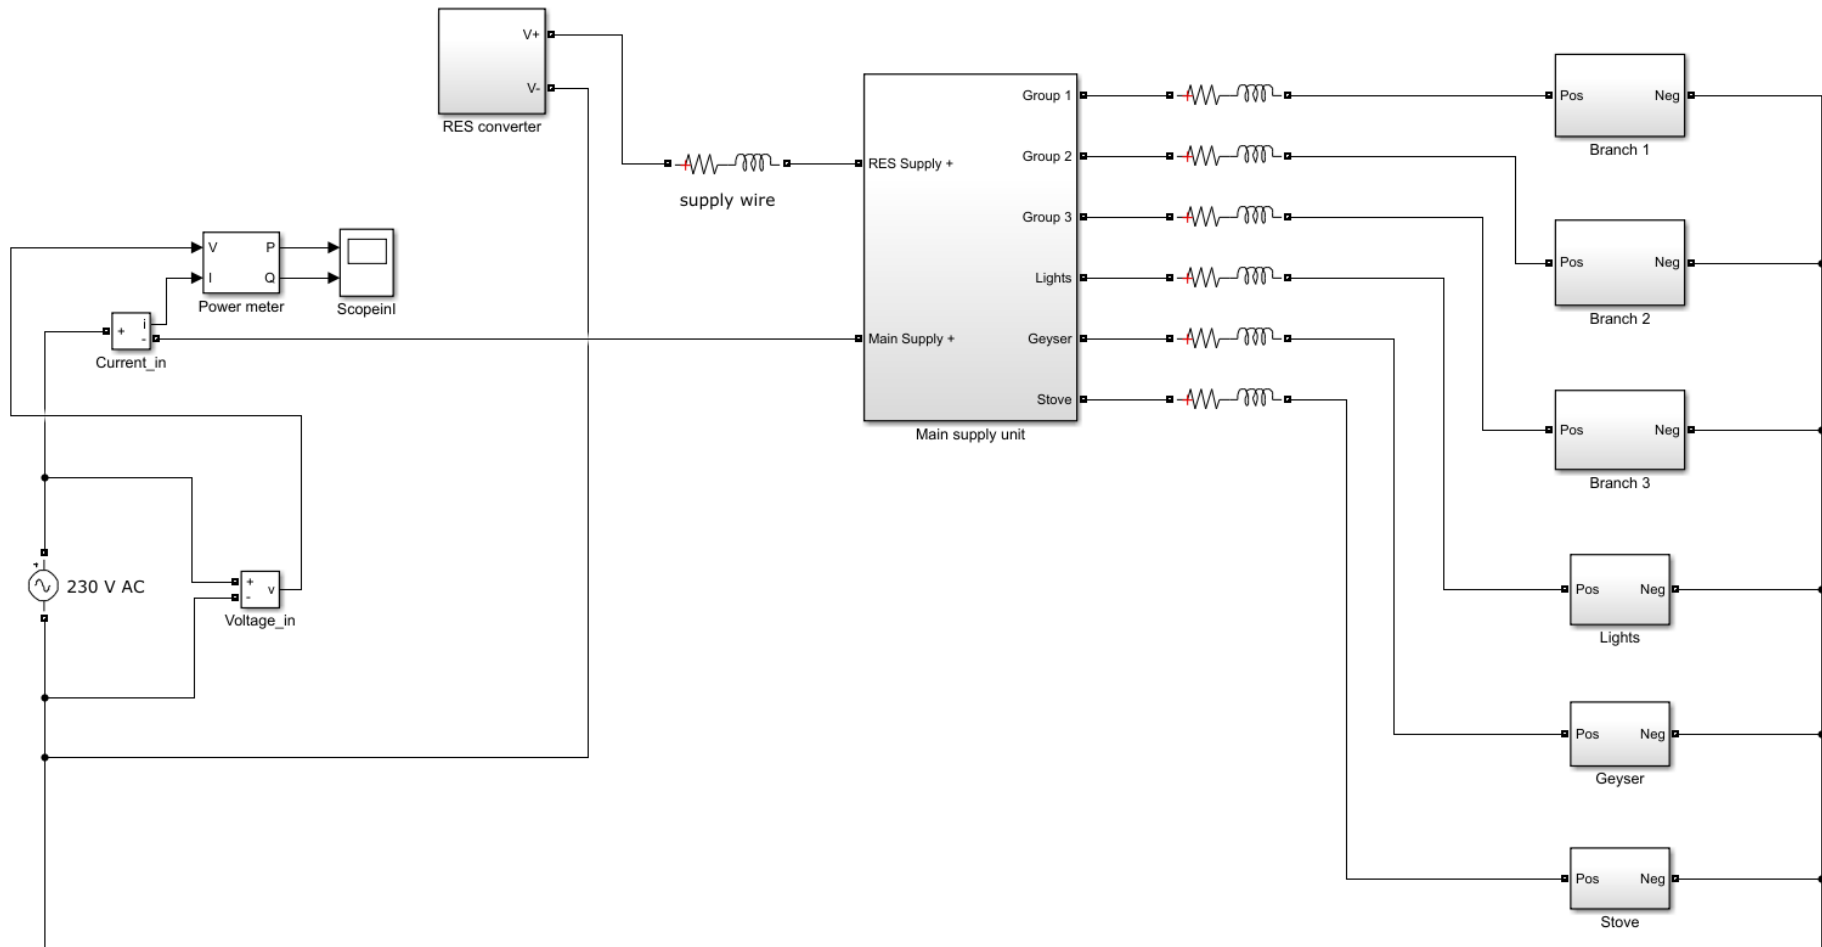 V+
V-
RES converter
supply wire
V
P
I
Q
Power meter
ScopeinI
+
i
-
Current_in
230 V AC
+
+
-
v
Voltage_in
RES Supply +
Main Supply +
Group 1
Group 2
Group 3
Lights
Geyser
Stove
Main supply unit
Pos
Neg
Branch 1
Pos
Neg
Branch 2
Pos
Neg
Branch 3
Pos
Neg
Lights
Pos
Neg
Geyser
Pos
Neg
Stove